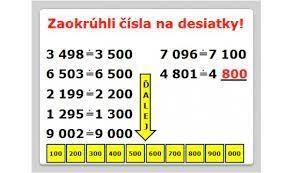 Zaokrúhli čísla na desiatky!
3 498 ≐ 3 500
6 503 ≐ 6 500
2 199 ≐ 2 200
1 295 ≐ 1 300
9 002 ≐ 9 000
7 096 ≐ 7 100
4 801 ≐ 4 800
ĎALEJ
100 200 300 400 500 600 700 800 900 000